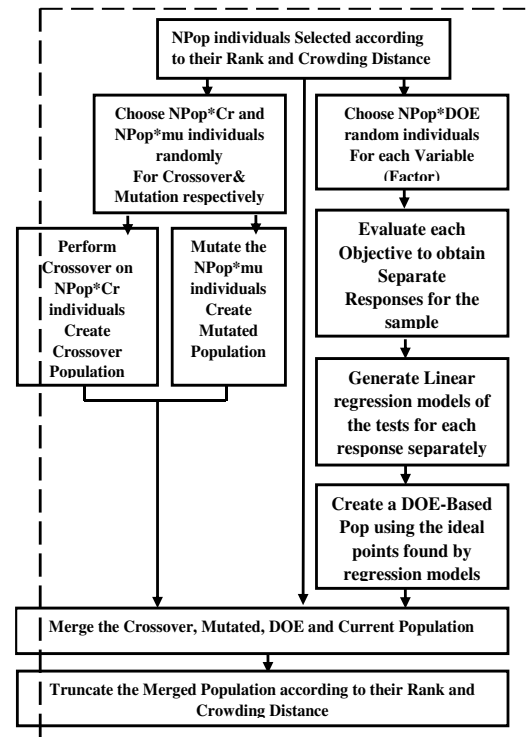 NPop individuals Selected according
to their Rank and Crowding Distance
Choose NPop*Cr and
NPop*mu individuals
randomly
For Crossover&
Mutation respectively
Choose NPop*DOE
random individuals
For each Variable
(Factor)
Perform
Crossover on
NPop*Cr
individuals
Create
Crossover
Population
Mutate the
NPop*mu
individuals
Create
Mutated
Population
Evaluate each
Objective to obtain
Separate
Responses for the
sample
Generate Linear
regression models of
the tests for each
response separately
Create a DOE-Based
Pop using the ideal
points found by
regression models
Merge the Crossover, Mutated, DOE and Current Population
Truncate the Merged Population according to their Rank and
Crowding Distance